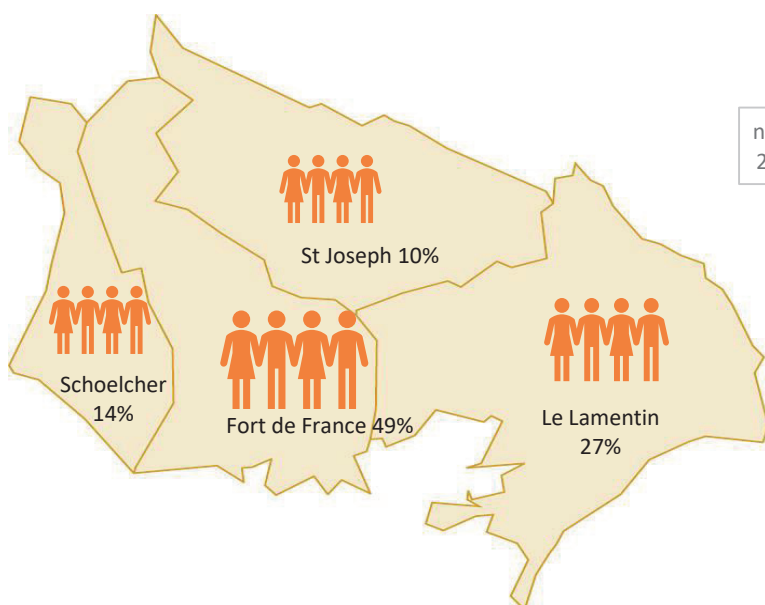 St Joseph 10%
Schoelcher
14%
Fort de France 49%
Le Lamentin
27%